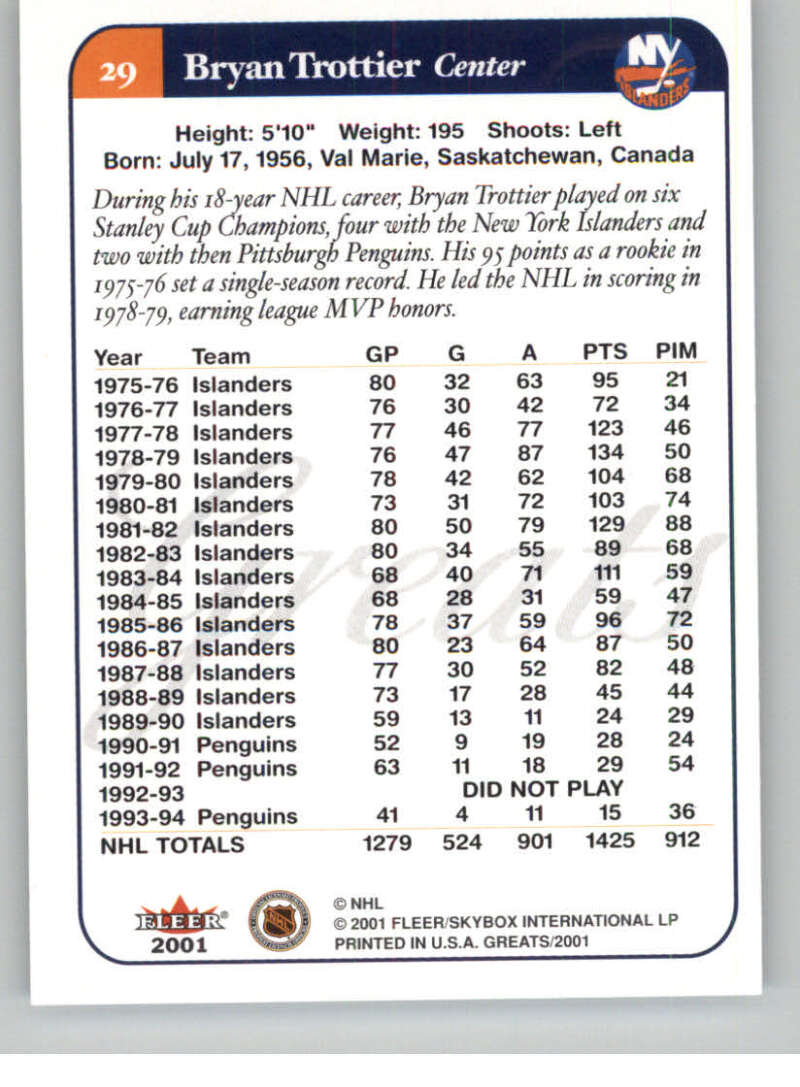 29 Bryan Trottier Center
NY
ISLANDERS
Height: 5'10" Weight: 195 Shoots: Left
Born: July 17, 1956, Val Marie, Saskatchewan, Canada
During his 18-year NHL career, Bryan Trottier played on six
Stanley Cup Champions, four with the New York Islanders and
two with then Pittsburgh Penguins. His 95 points as a rookie in
1975-76 set a single-season record. He led the NHL in scoring in
1978-79, earning league MVP honors.
Year Team GP G A PTS PIM
1975-76 Islanders 80 32 63 95 21
1976-77 Islanders 76 30 42 72 34
1977-78 Islanders 77 46 77 123 46
1978-79 Islanders 76 47 87 134 50
1979-80 Islanders 78 42 62 104 68
1980-81 Islanders 73 31 72 103 74
1981-82 Islanders 80 50 79 129 88
1982-83 Islanders 80 34 55 89 68
1983-84 Islanders 68 40 71 111 59
1984-85 Islanders 68 28 31 59 47
1985-86 Islanders 78 37 59 96 72
1986-87 Islanders 80 23 64 87 50
1987-88 Islanders 77 30 52 82 48
1988-89 Islanders 73 17 28 45 44
1989-90 Islanders 59 13 11 24 29
1990-91 Penguins 52 9 19 28 24
1991-92 Penguins 63 11 18 29 54
1992-93 DID NOT PLAY
1993-94 Penguins 41 4 11 15 36
NHL TOTALS 1279 524 901 1425 912
Greats
FLEER®
2001
NHL
© NHL
© 2001 FLEER/SKYBOX INTERNATIONAL LP
PRINTED IN U.S.A. GREATS/2001